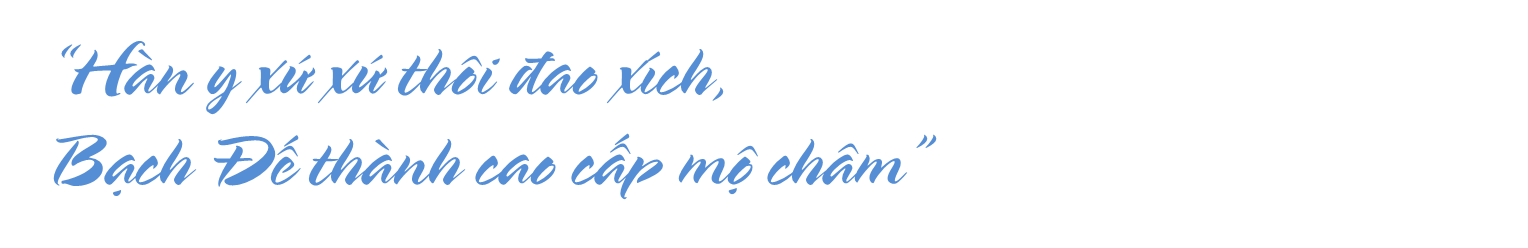 “Hàn y xứ xứ thôi đao xích,
Bạch Đế thành cao cấp mộ châm”